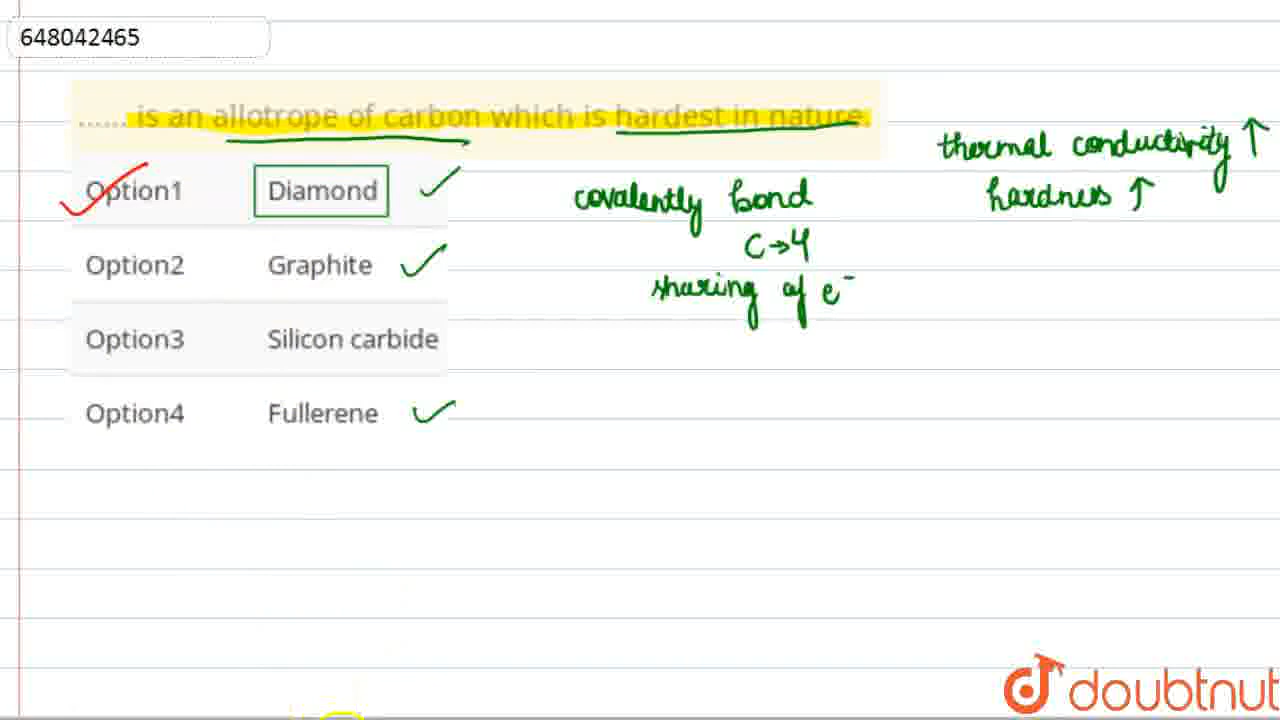 648042465
...... is an allotrope of carbon which is hardest in nature.
Option1 Diamond
Option2 Graphite
Option3 Silicon carbide
Option4 Fullerene
covalently bond
C→4
sharing of e⁻
thermal conductivity ↑
hardness ↑
doubtnut